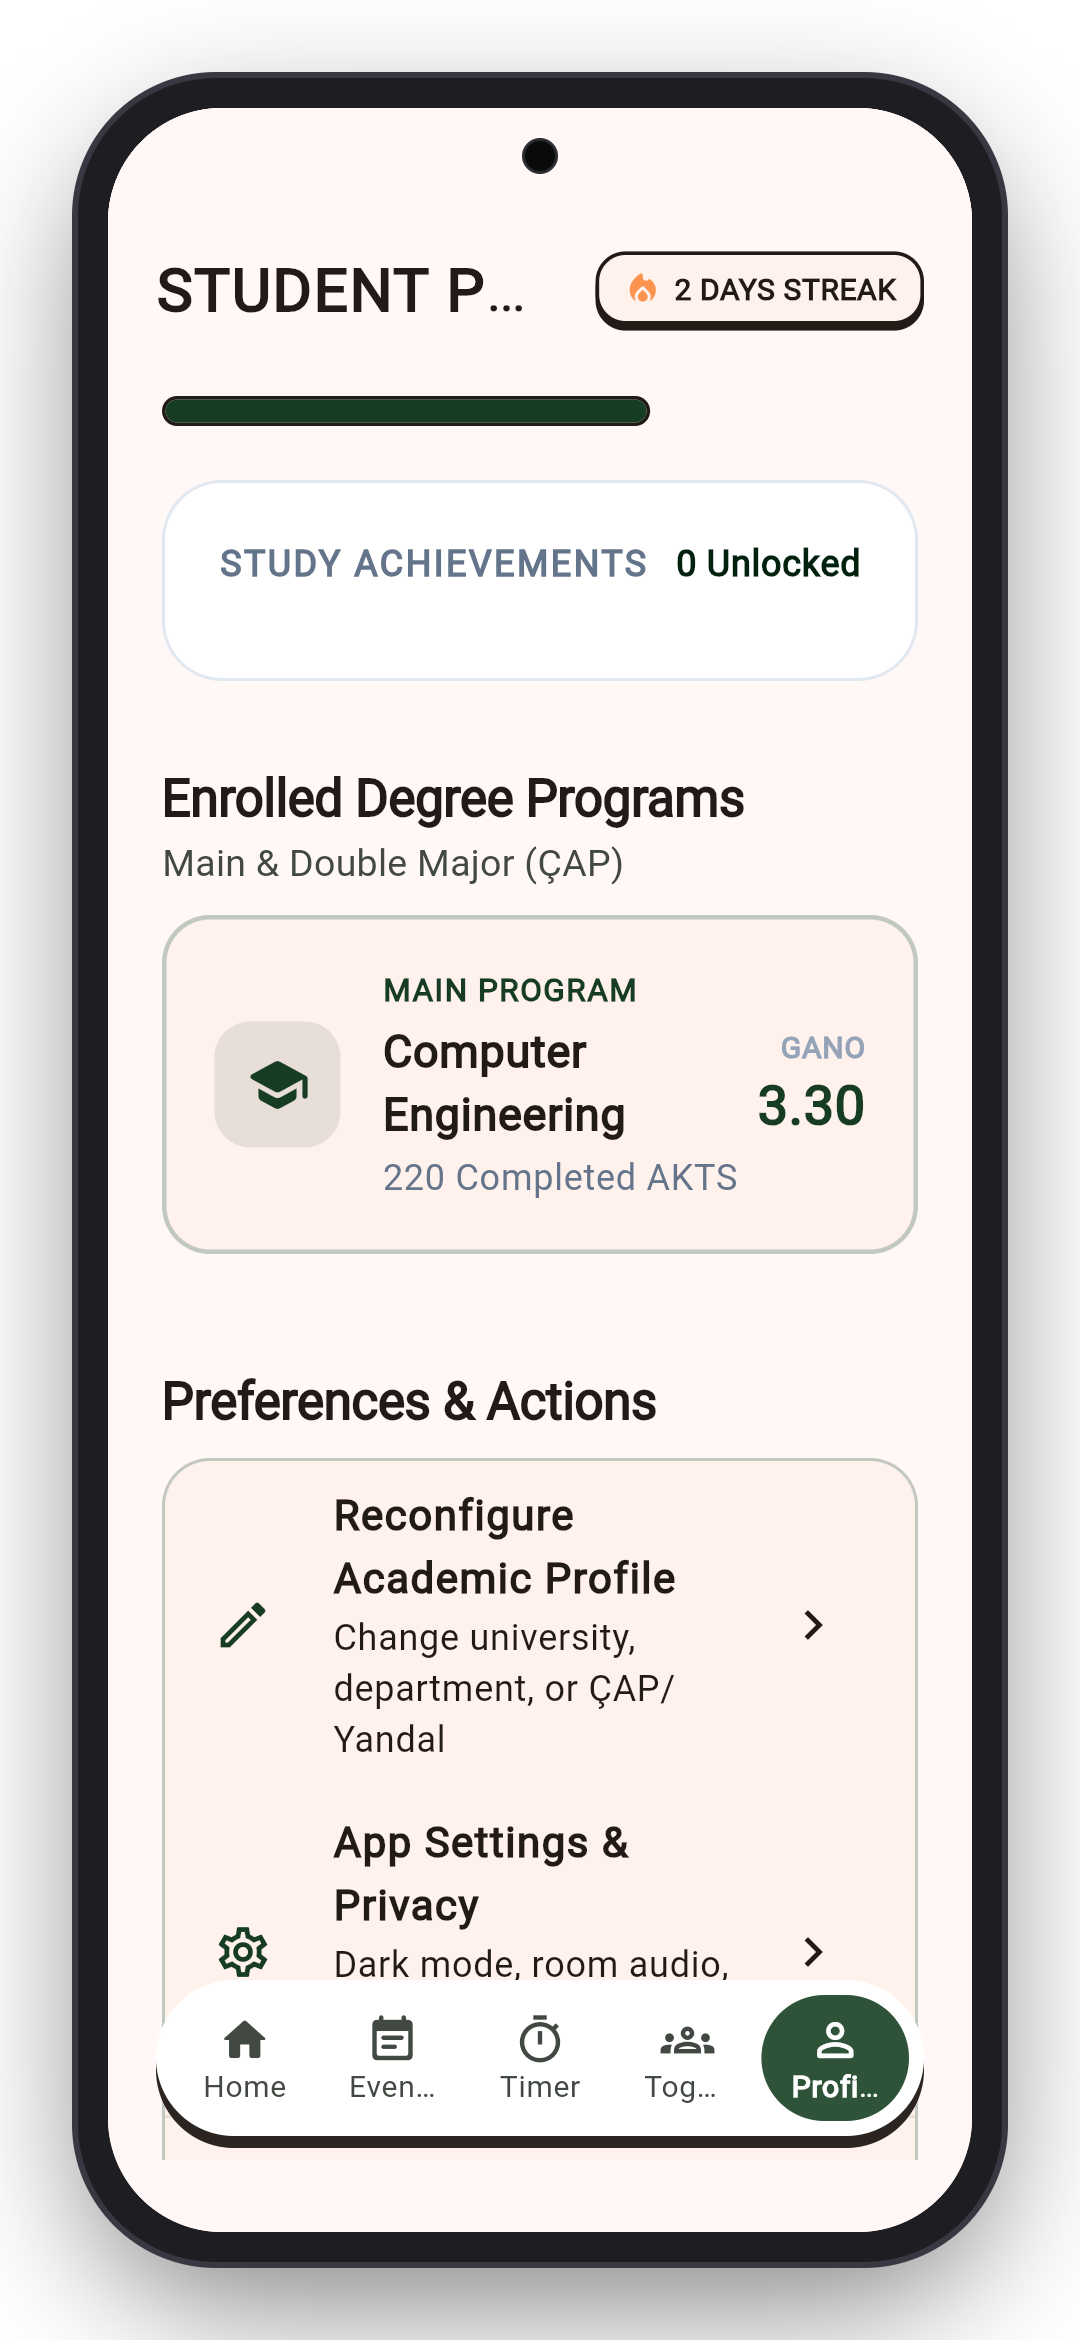 STUDENT P...
2 DAYS STREAK
STUDY ACHIEVEMENTS
0 Unlocked
Enrolled Degree Programs
Main & Double Major (ÇAP)
MAIN PROGRAM
Computer
Engineering
220 Completed AKTS
GANO
3.30
Preferences & Actions
Reconfigure
Academic Profile
Change university,
department, or ÇAP/
Yandal
App Settings &
Privacy
Dark mode, room audio,
Home
Even...
Timer
Tog...
Profi...